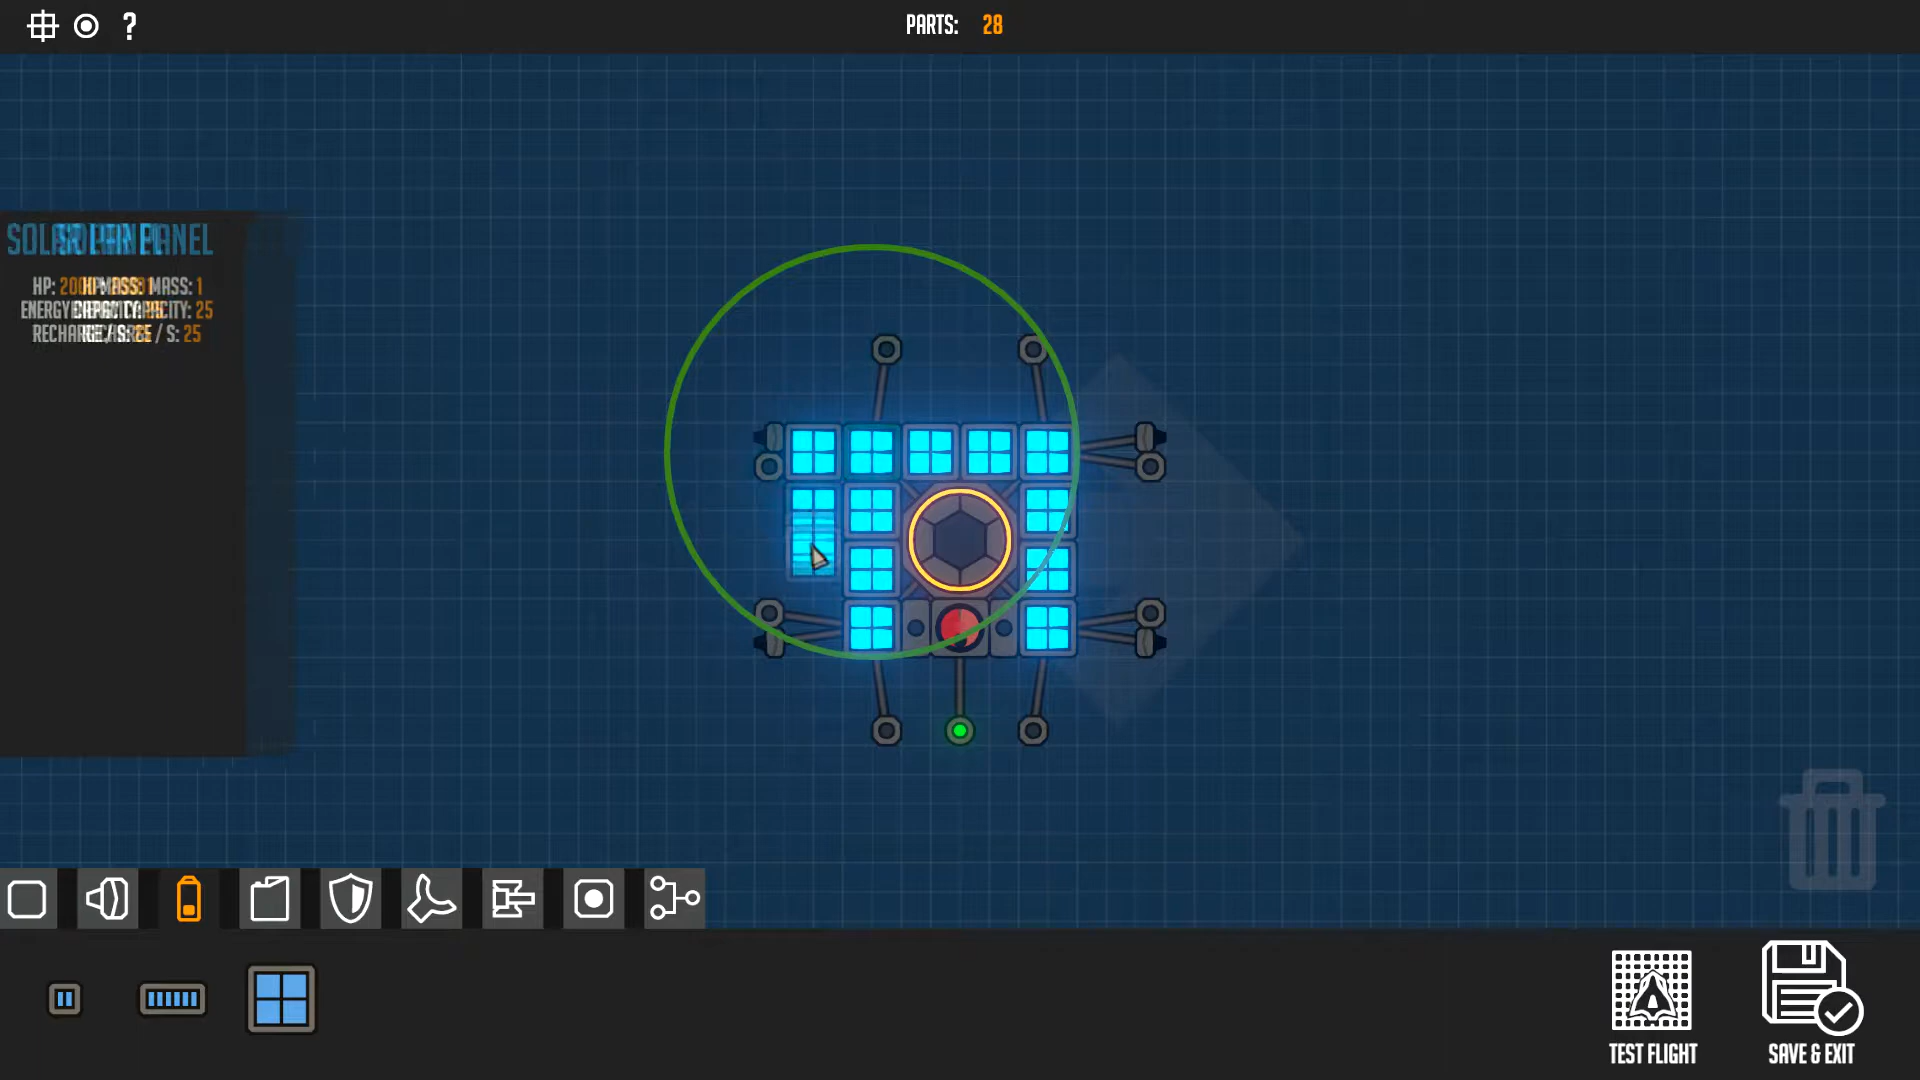 ?
PARTS: 28
SOLAR PANEL
HP: 200 MASS: 1
ENERGY CAPACITY: 25
RECHARGE / S: 25
TEST FLIGHT
SAVE & EXIT